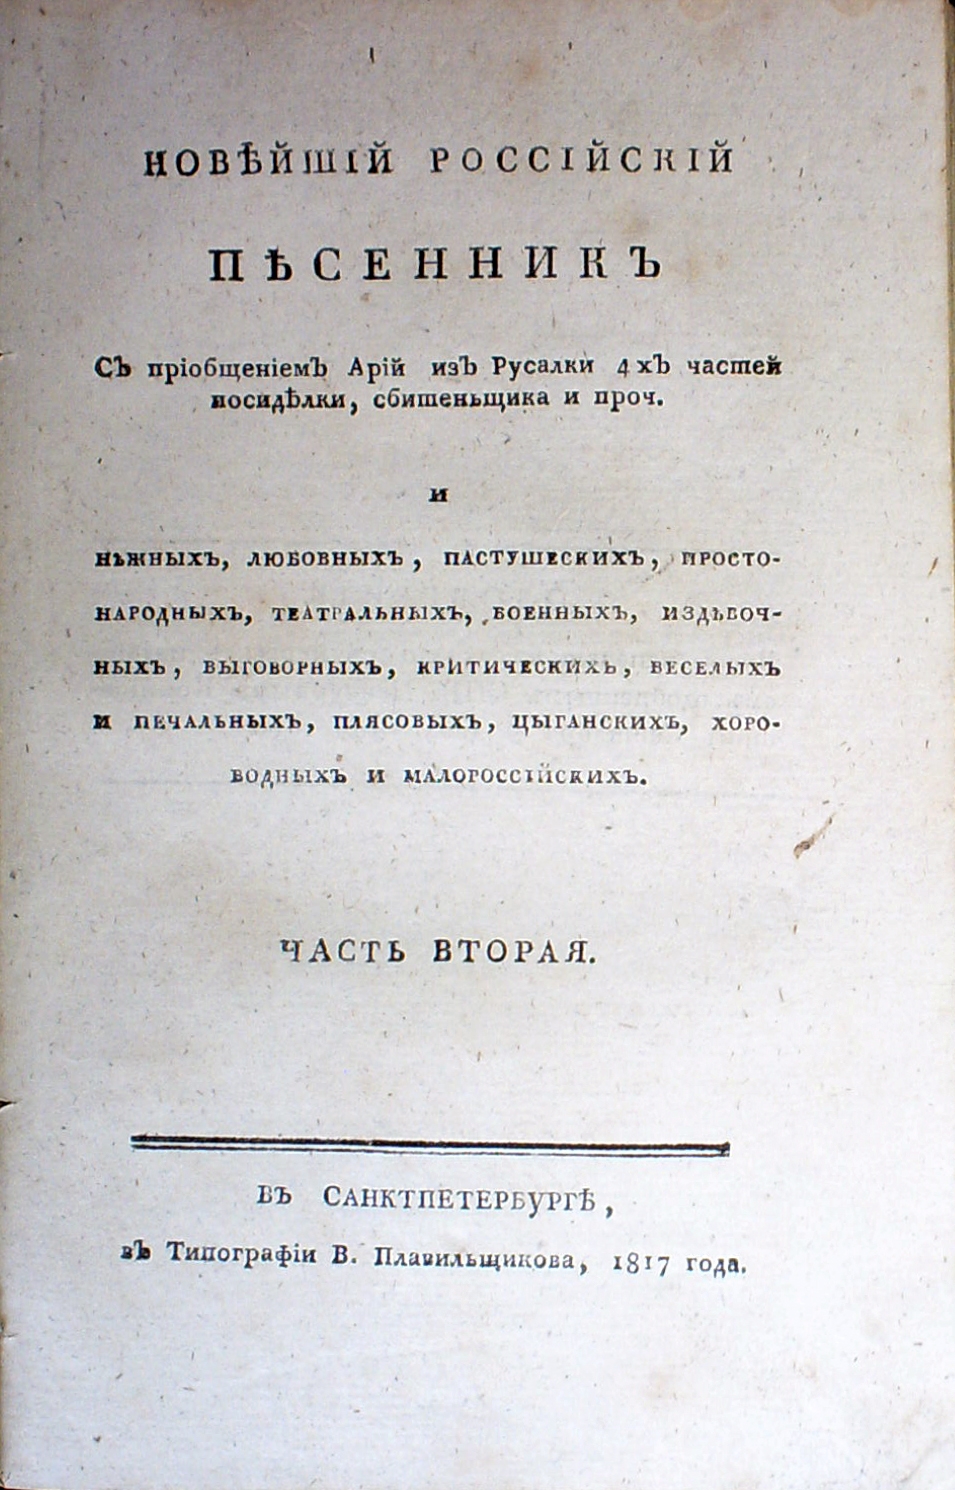 НОВѢЙШІЙ РОССІЙСКІЙ
ПѢСЕННИКЪ
Съ пріобщеніемъ Арій изъ Русалки 4хъ частей
посидѣлки, сбитеньщика и проч.
и
НѢЖНЫХЪ, ЛЮБОВНЫХЪ, ПАСТУШЕСКИХЪ, ПРОСТО-
НАРОДНЫХЪ, ТЕАТРАЛЬНЫХЪ, ВОЕННЫХЪ, ИЗДѢВОЧ-
НЫХЪ, ВЫГОВОРНЫХЪ, КРИТИЧЕСКИХЪ, ВЕСЕЛЫХЪ
И ПЕЧАЛЬНЫХЪ, ПЛЯСОВЫХЪ, ЦЫГАНСКИХЪ, ХОРО-
ВОДНЫХЪ И МАЛОРОССІЙСКИХЪ.
ЧАСТЬ ВТОРАЯ.
ВЪ САНКТПЕТЕРБУРГѢ,
въ Типографіи В. Плавильщикова, 1817 года.